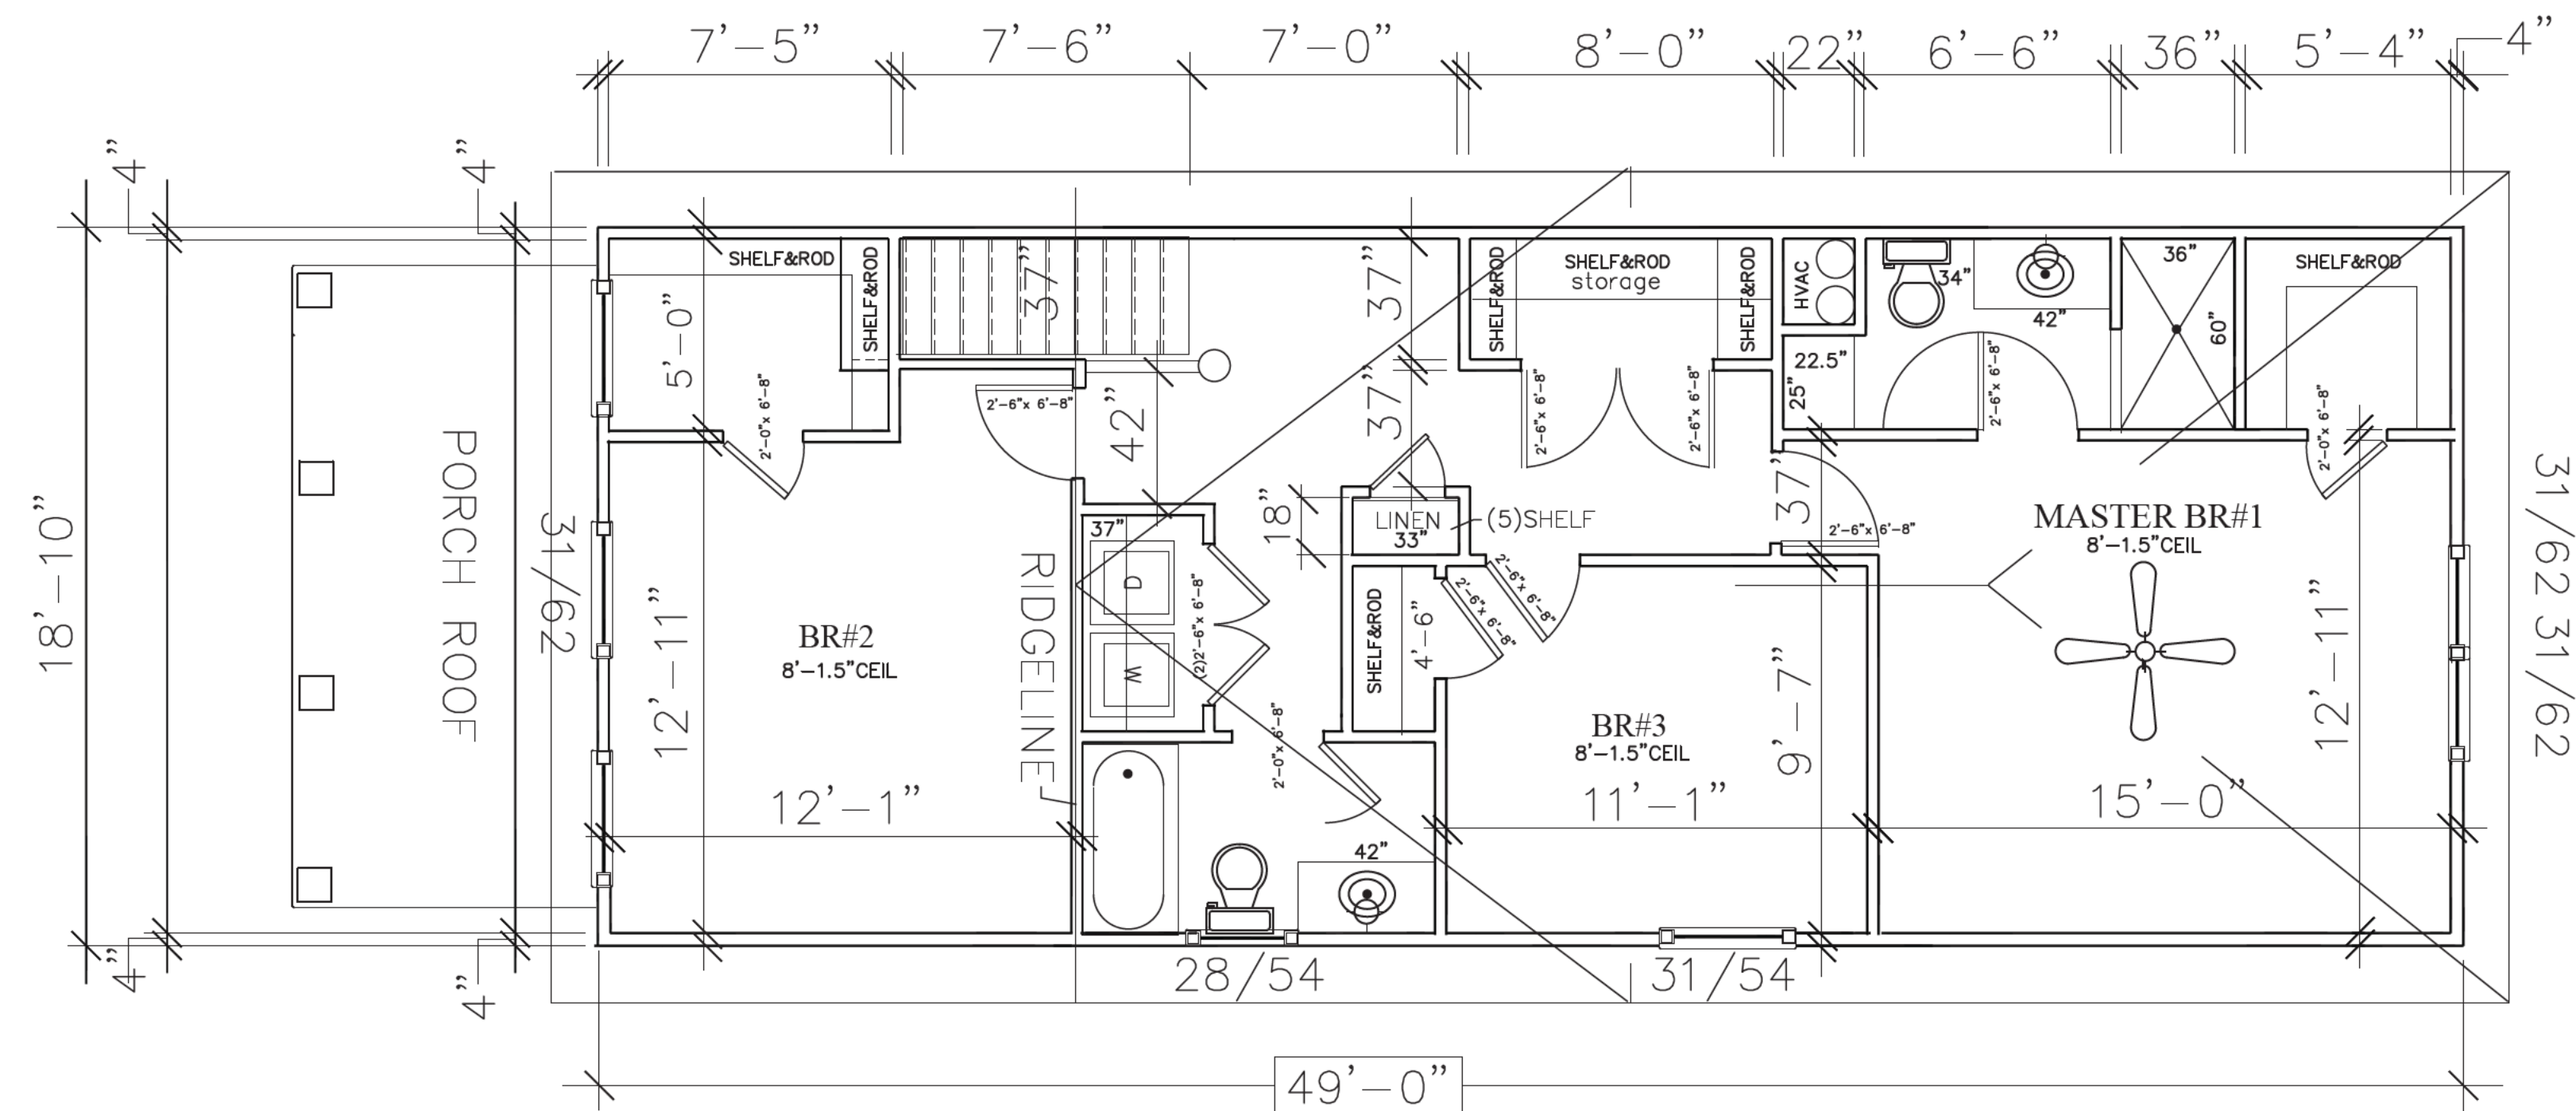 7'-5"
7'-6"
7'-0"
8'-0"
22"
6'-6"
36"
5'-4"
4"
4"
4"
18'-10"
4"
4"
PORCH ROOF
31/62
SHELF&ROD
SHELF&ROD
5'-0"
2'-0"x 6'-8"
37"
2'-6"x 6'-8"
42"
37"
37"
SHELF&ROD
SHELF&ROD
storage
SHELF&ROD
2'-6"x 6'-8"
2'-6"x 6'-8"
HVAC
34"
42"
22.5"
25"
2'-6"x 6'-8"
36"
60"
SHELF&ROD
2'-0"x 6'-8"
BR#2
8'-1.5"CEIL
12'-11"
12'-1"
RIDGELINE
37"
D
W
(2)2'-6"x 6'-8"
18"
LINEN
33"
(5)SHELF
SHELF&ROD
4'-6"
2'-6"x 6'-8"
2'-6"x 6'-8"
2'-0"x 6'-8"
42"
37"
2'-6"x 6'-8"
BR#3
8'-1.5"CEIL
11'-1"
9'-7"
MASTER BR#1
8'-1.5"CEIL
12'-11"
15'-0"
31/62 31/62
28/54
31/54
49'-0"